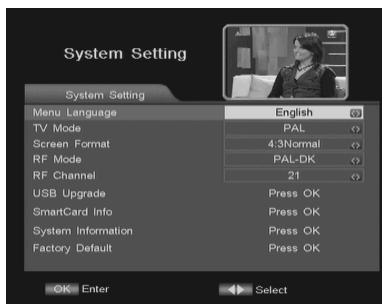 System Setting
System Setting
Menu Language English
TV Mode PAL
Screen Format 4:3Normal
RF Mode PAL-DK
RF Channel 21
USB Upgrade Press OK
SmartCard Info Press OK
System Information Press OK
Factory Default Press OK
OK Enter Select